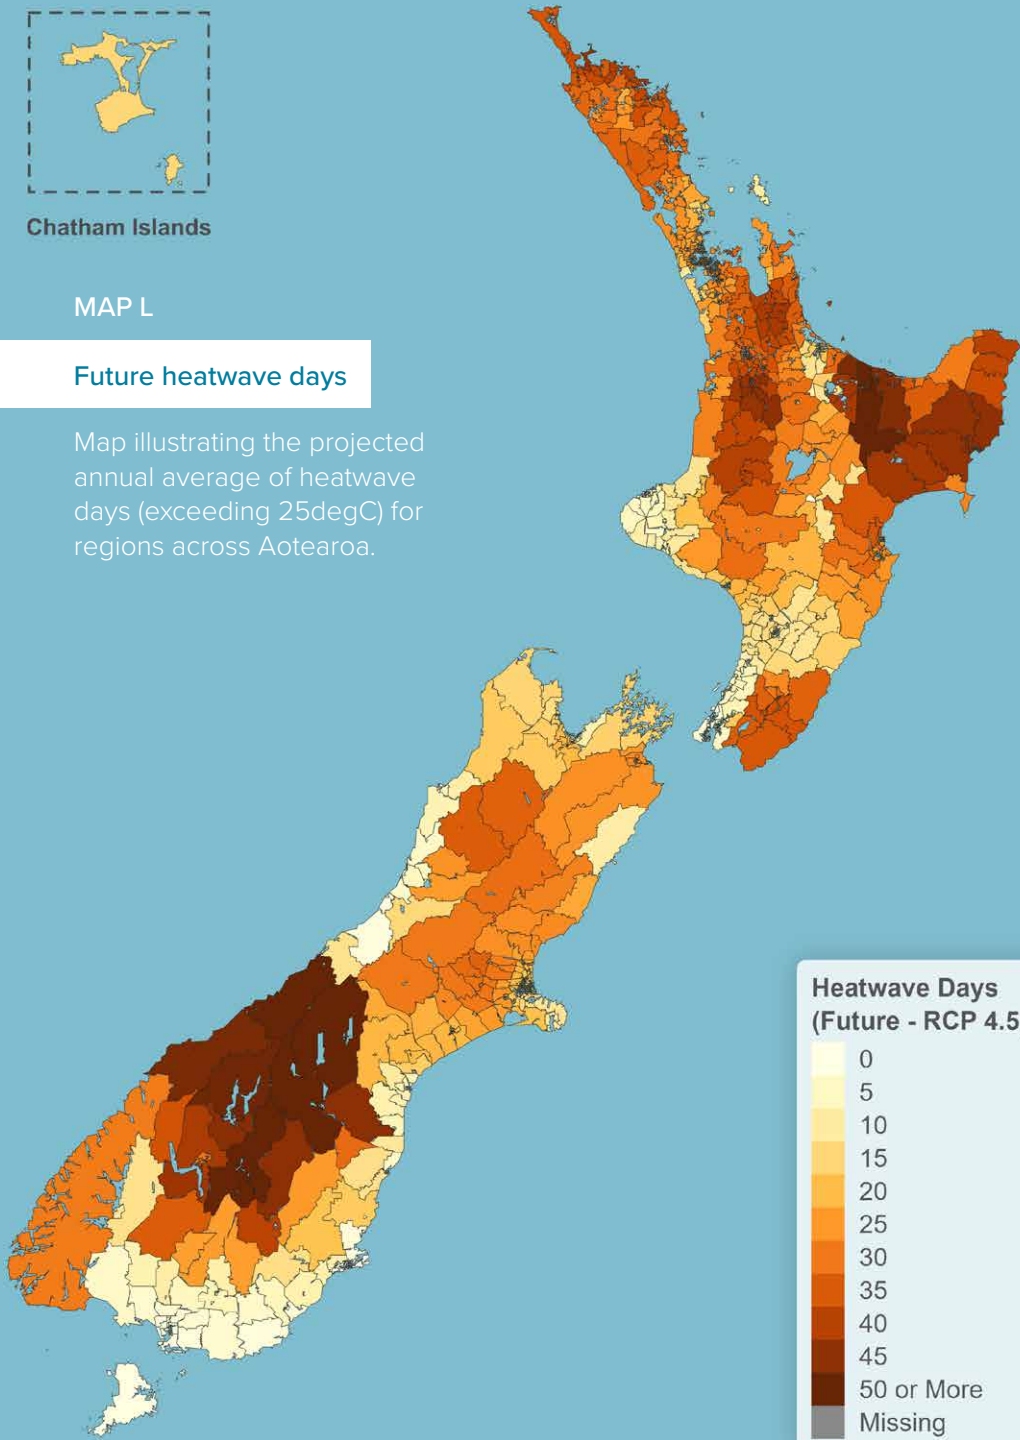 Chatham Islands
MAP L
Future heatwave days
Map illustrating the projected
annual average of heatwave
days (exceeding 25degC) for
regions across Aotearoa.
Heatwave Days
(Future - RCP 4.5
0
5
10
15
20
25
30
35
40
45
50 or More
Missing